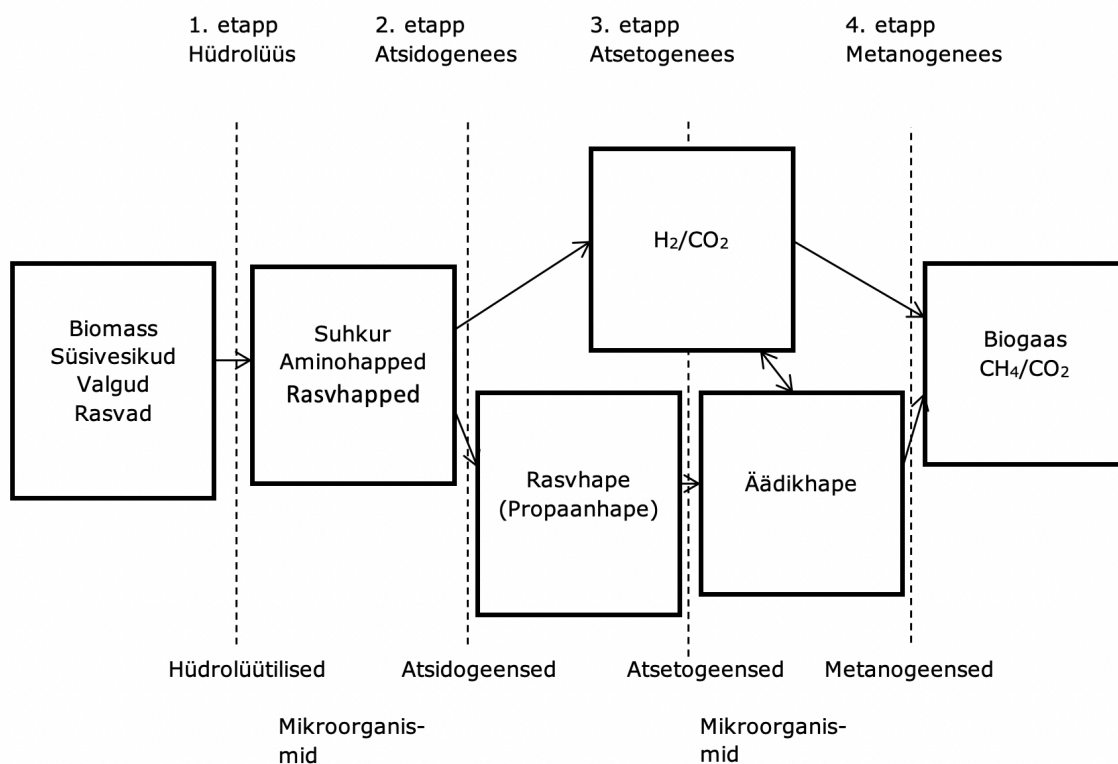 1. etapp
Hüdrolüüs
2. etapp
Atsidogenees
3. etapp
Atsetogenees
4. etapp
Metanogenees
Biomass
Süsivesikud
Valgud
Rasvad
Suhkur
Aminohapped
Rasvhapped
H₂/CO₂
Rasvhape
(Propaanhape)
Äädikhape
Biogaas
CH₄/CO₂
Hüdrolüütilised
Atsidogeensed
Atsetogeensed
Metanogeensed
Mikroorganis-
mid
Mikroorganis-
mid